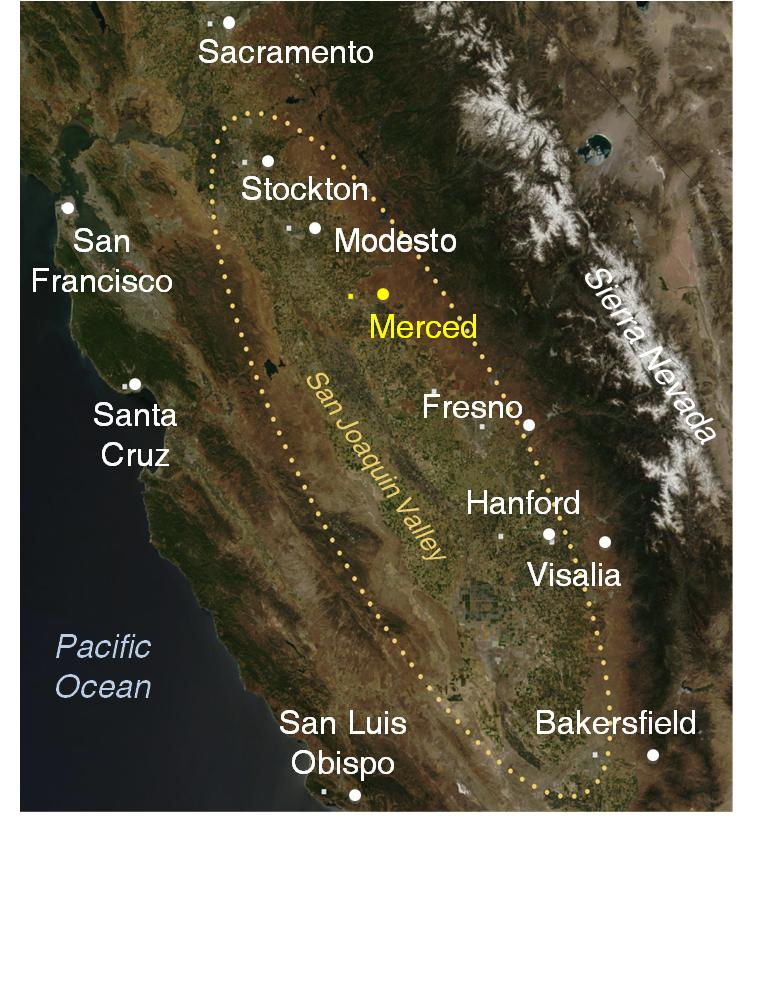 Sacramento
Stockton
San
Francisco
Modesto
Merced
Sierra Nevada
Santa
Cruz
San Joaquin Valley
Fresno
Hanford
Visalia
Pacific
Ocean
San Luis
Obispo
Bakersfield